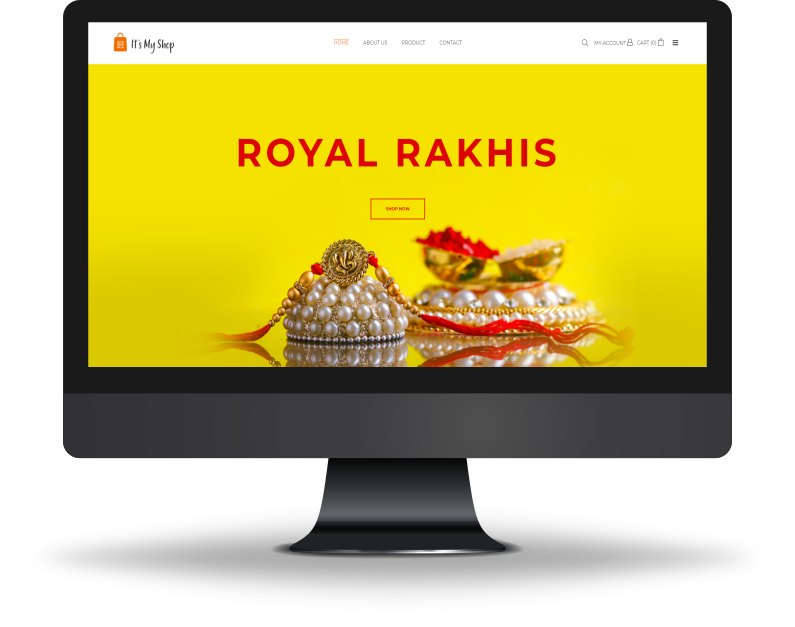 It's My Shop
HOME ABOUT US PRODUCT CONTACT
MY ACCOUNT CART (0)
ROYAL RAKHIS
SHOP NOW